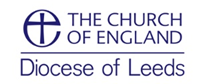 THE CHURCH
OF ENGLAND
Diocese of Leeds